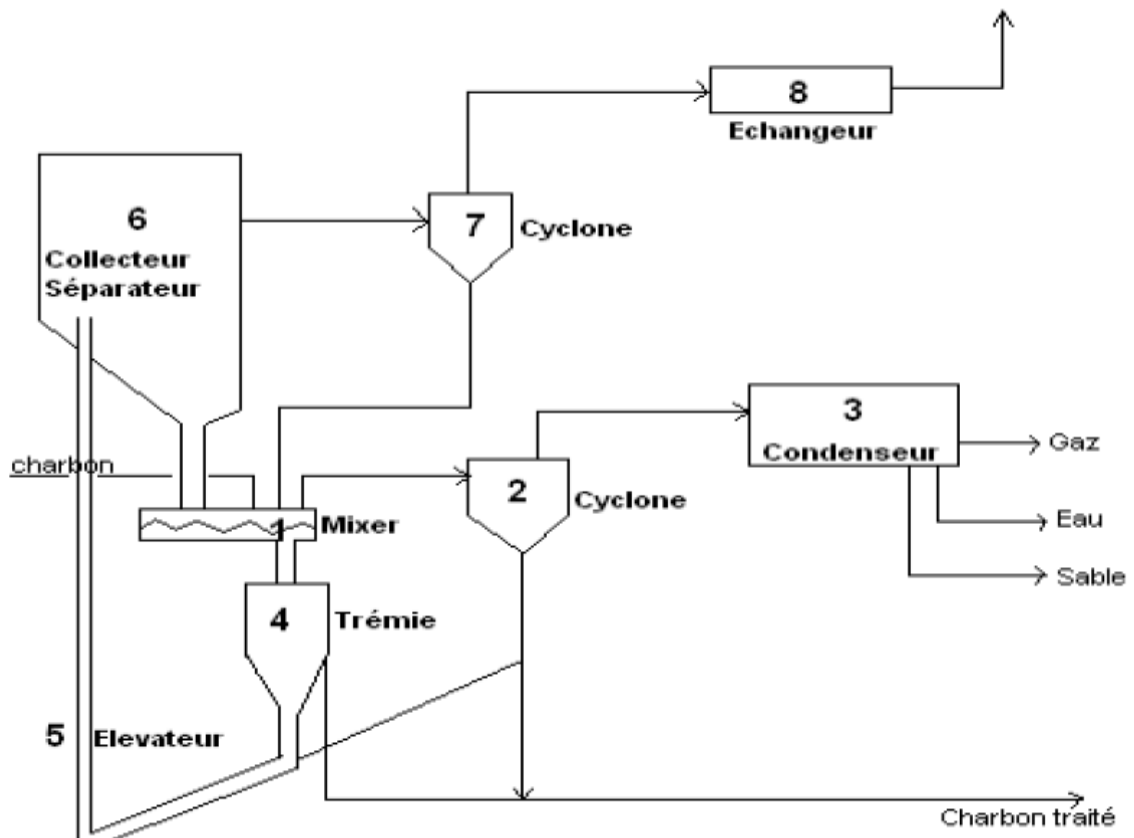 8
Echangeur
6
Collecteur
Séparateur
7
Cyclone
3
Condenseur
Gaz
charbon
2
Cyclone
1
Mixer
Eau
Sable
4
Trémie
5
Elevateur
Charbon traité